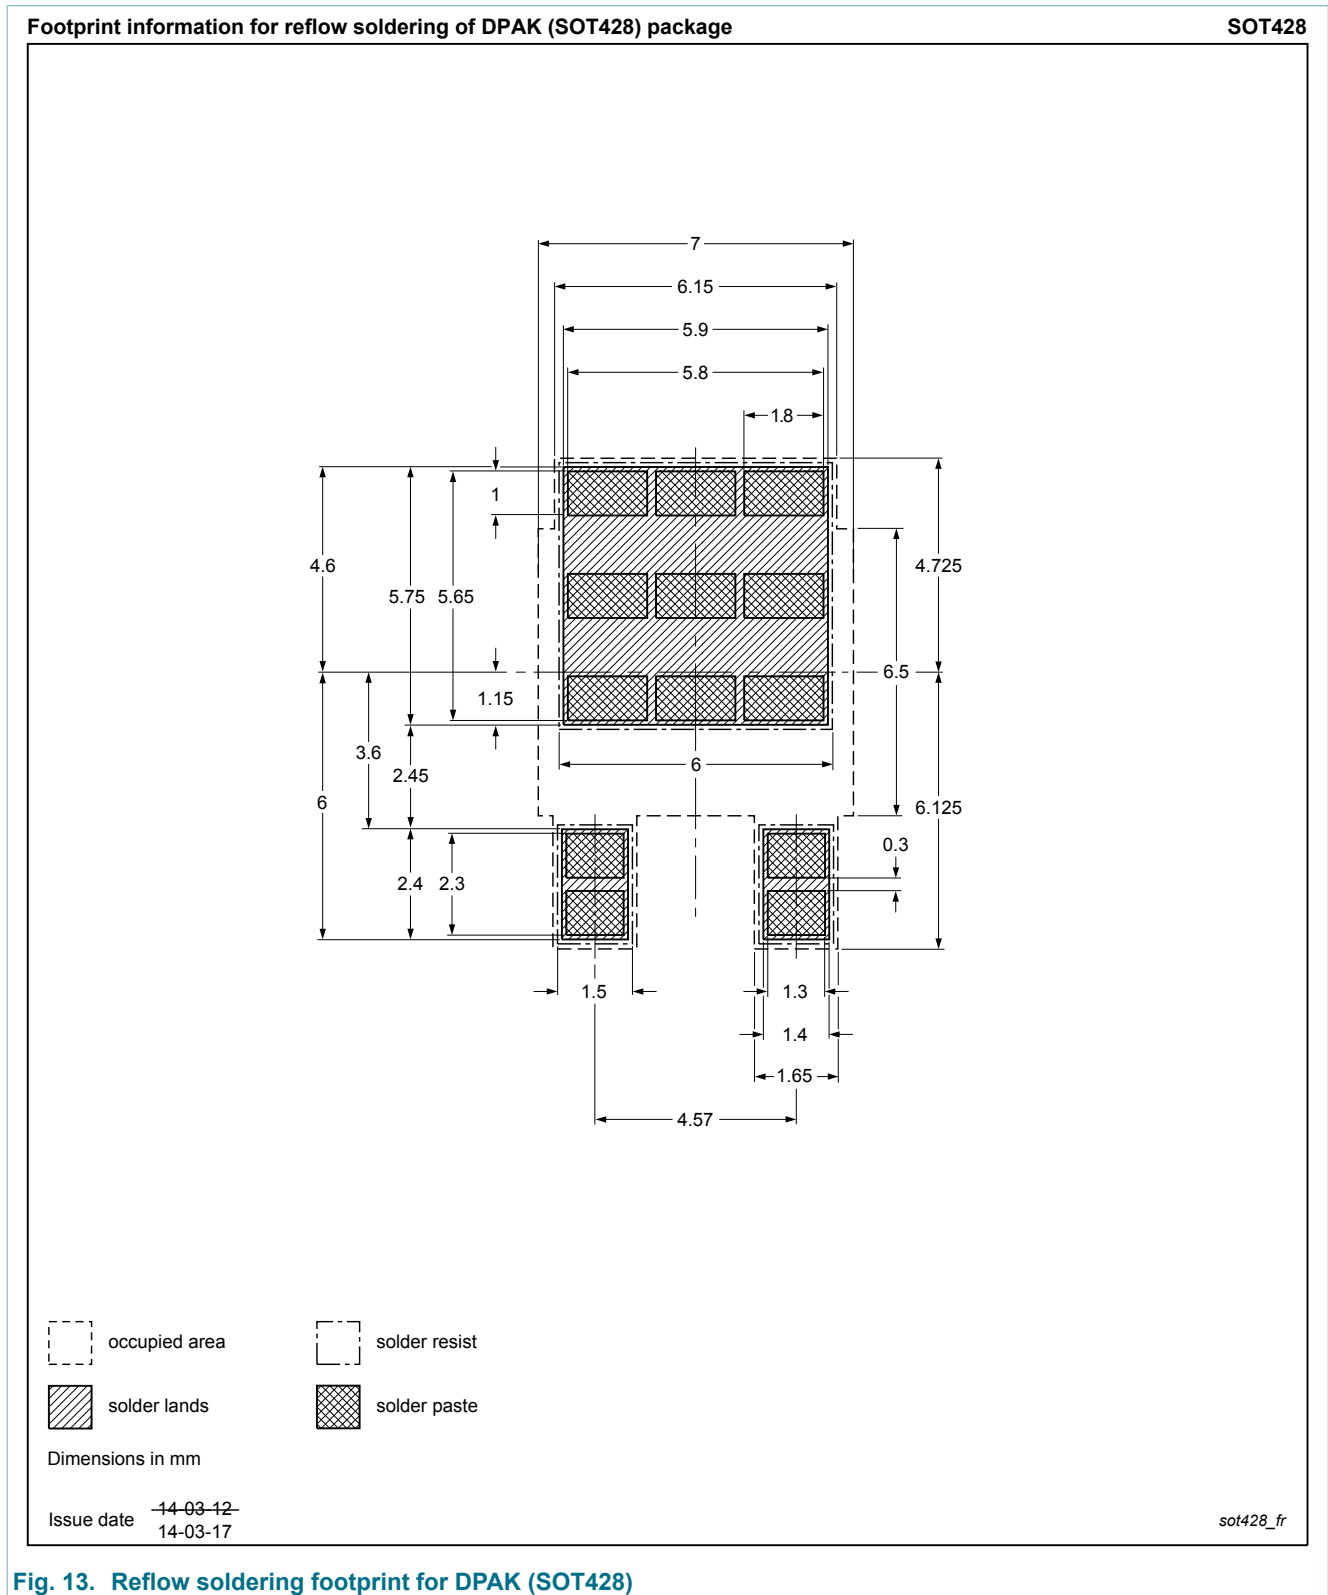 Footprint information for reflow soldering of DPAK (SOT428) package SOT428
7
6.15
5.9
5.8
1.8
1
4.6
5.75
5.65
4.725
6.5
1.15
3.6
2.45
6
6
6.125
0.3
2.4
2.3
1.5
1.3
1.4
1.65
4.57
occupied area
solder resist
solder lands
solder paste
Dimensions in mm
Issue date 14-03-12
14-03-17
sot428_fr
Fig. 13. Reflow soldering footprint for DPAK (SOT428)